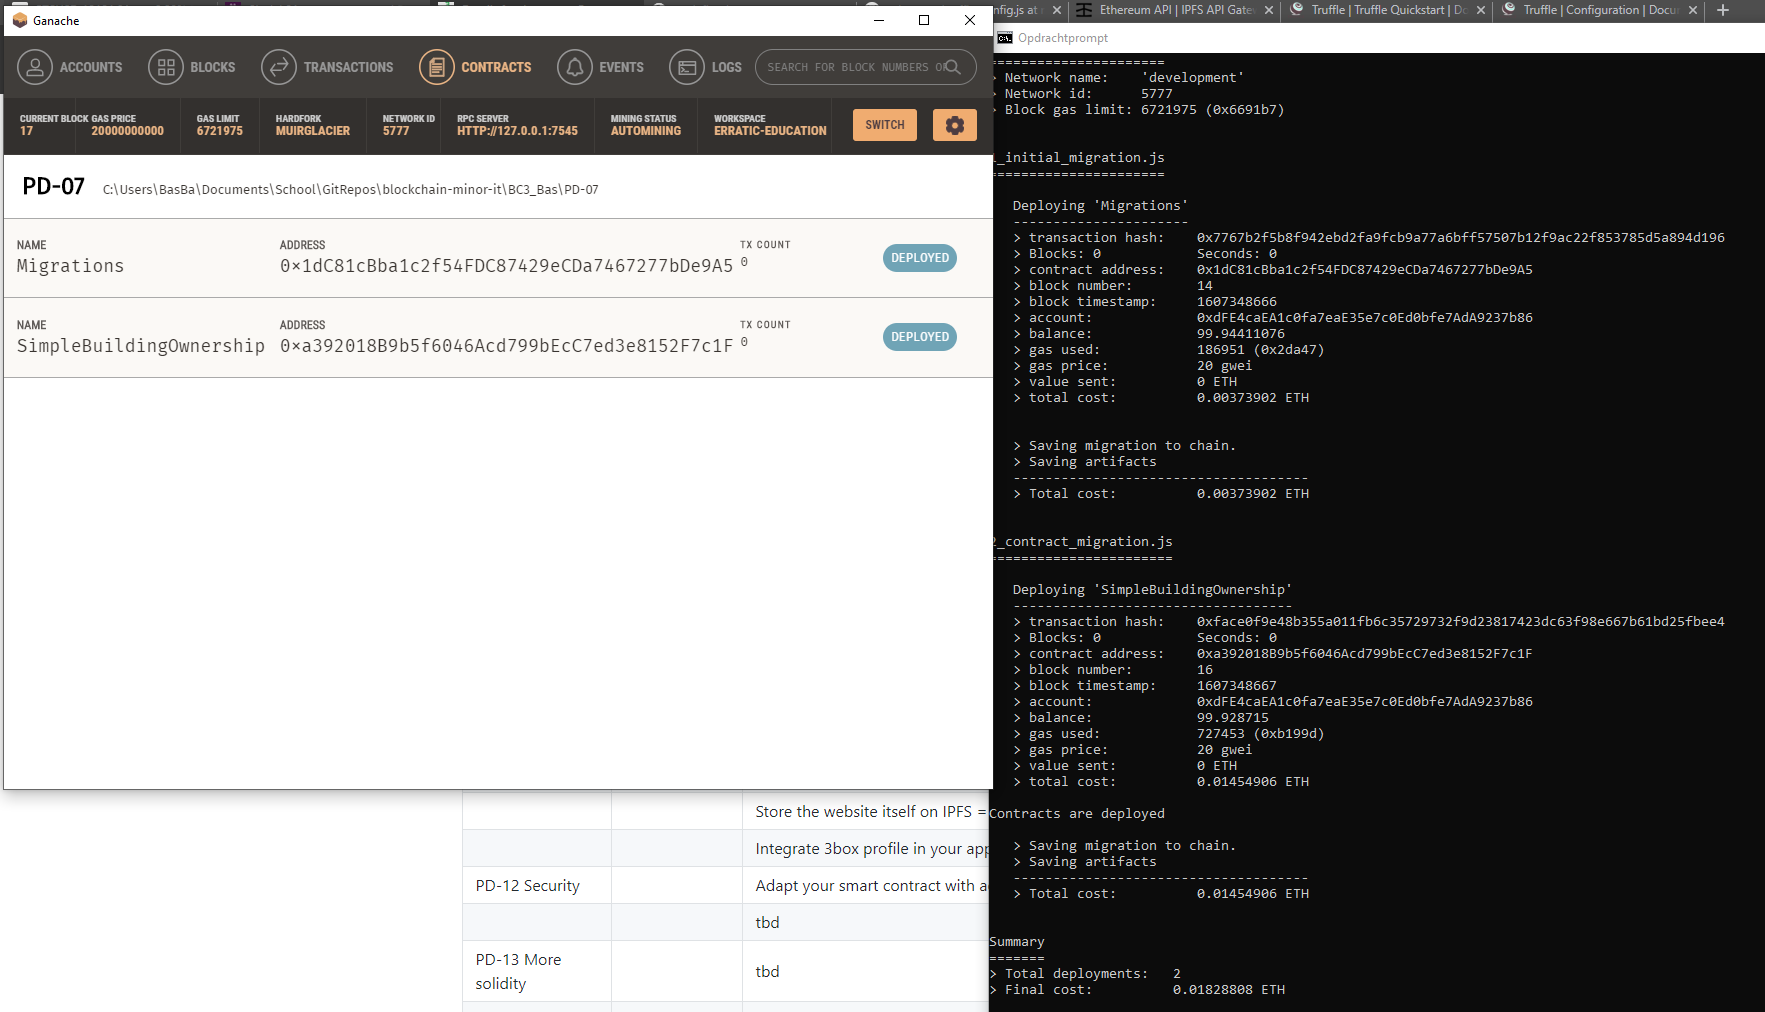 Ganache
ACCOUNTS BLOCKS TRANSACTIONS CONTRACTS EVENTS LOGS SEARCH FOR BLOCK NUMBERS
CURRENT BLOCK GAS PRICE GAS LIMIT HARDFORK NETWORK ID RPC SERVER MINING STATUS WORKSPACE
17 20000000000 6721975 MUIRGLACIER 5777 HTTP://127.0.0.1:7545 AUTOMINING ERRATIC-EDUCATION
SWITCH
PD-07 C:\Users\BasBa\Documents\School\GitRepos\blockchain-minor-it\BC3_Bas\PD-07
NAME ADDRESS TX COUNT
Migrations 0×1dC81cBba1c2f54FDC87429eCDa7467277bDe9A5 0 DEPLOYED
NAME ADDRESS TX COUNT
SimpleBuildingOwnership 0×a392018B9b5f6046Acd799bEcC7ed3e8152F7c1F 0 DEPLOYED
Store the website itself on IPFS =
Integrate 3box profile in your app
PD-12 Security Adapt your smart contract with
tbd
PD-13 More solidity tbd
nfig.js at Ethereum API | IPFS API Gate Truffle | Truffle Quickstart | Truffle | Configuration |
Opdrachtprompt
=====================
> Network name: 'development'
> Network id: 5777
> Block gas limit: 6721975 (0x6691b7)
1_initial_migration.js
======================
Deploying 'Migrations'
----------------------
> transaction hash: 0x7767b2f5b8f942ebd2fa9fcb9a77a6bff57507b12f9ac22f853785d5a894d196
> Blocks: 0 Seconds: 0
> contract address: 0x1dC81cBba1c2f54FDC87429eCDa7467277bDe9A5
> block number: 14
> block timestamp: 1607348666
> account: 0xdFE4caEA1c0fa7eaE35e7c0Ed0bfe7AdA9237b86
> balance: 99.94411076
> gas used: 186951 (0x2da47)
> gas price: 20 gwei
> value sent: 0 ETH
> total cost: 0.00373902 ETH
> Saving migration to chain.
> Saving artifacts
-------------------------------------
> Total cost: 0.00373902 ETH
2_contract_migration.js
=======================
Deploying 'SimpleBuildingOwnership'
-----------------------------------
> transaction hash: 0xface0f9e48b355a011fb6c35729732f9d23817423dc63f98e667b61bd25fbee4
> Blocks: 0 Seconds: 0
> contract address: 0xa392018B9b5f6046Acd799bEcC7ed3e8152F7c1F
> block number: 16
> block timestamp: 1607348667
> account: 0xdFE4caEA1c0fa7eaE35e7c0Ed0bfe7AdA9237b86
> balance: 99.928715
> gas used: 727453 (0xb199d)
> gas price: 20 gwei
> value sent: 0 ETH
> total cost: 0.01454906 ETH
Contracts are deployed
> Saving migration to chain.
> Saving artifacts
-------------------------------------
> Total cost: 0.01454906 ETH
Summary
=======
> Total deployments: 2
> Final cost: 0.01828808 ETH